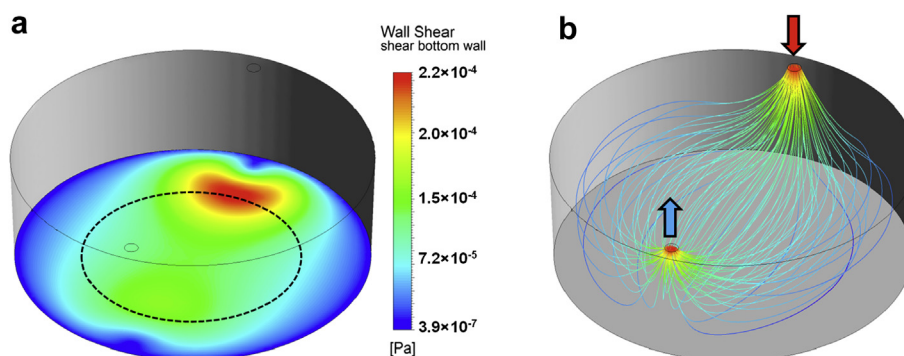 a
Wall Shear
shear bottom wall
2.2×10⁻⁴
2.0×10⁻⁴
1.5×10⁻⁴
7.2×10⁻⁵
3.9×10⁻⁷
[Pa]
b